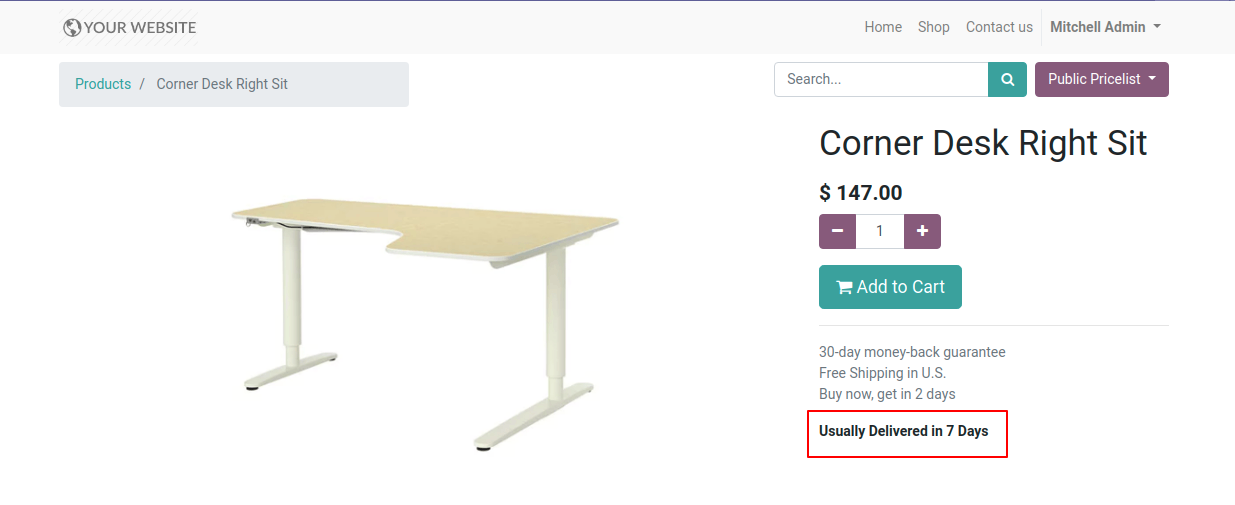 YOUR WEBSITE
Home Shop Contact us Mitchell Admin
Products / Corner Desk Right Sit
Search...
Public Pricelist
Corner Desk Right Sit
$ 147.00
1
Add to Cart
30-day money-back guarantee
Free Shipping in U.S.
Buy now, get in 2 days
Usually Delivered in 7 Days